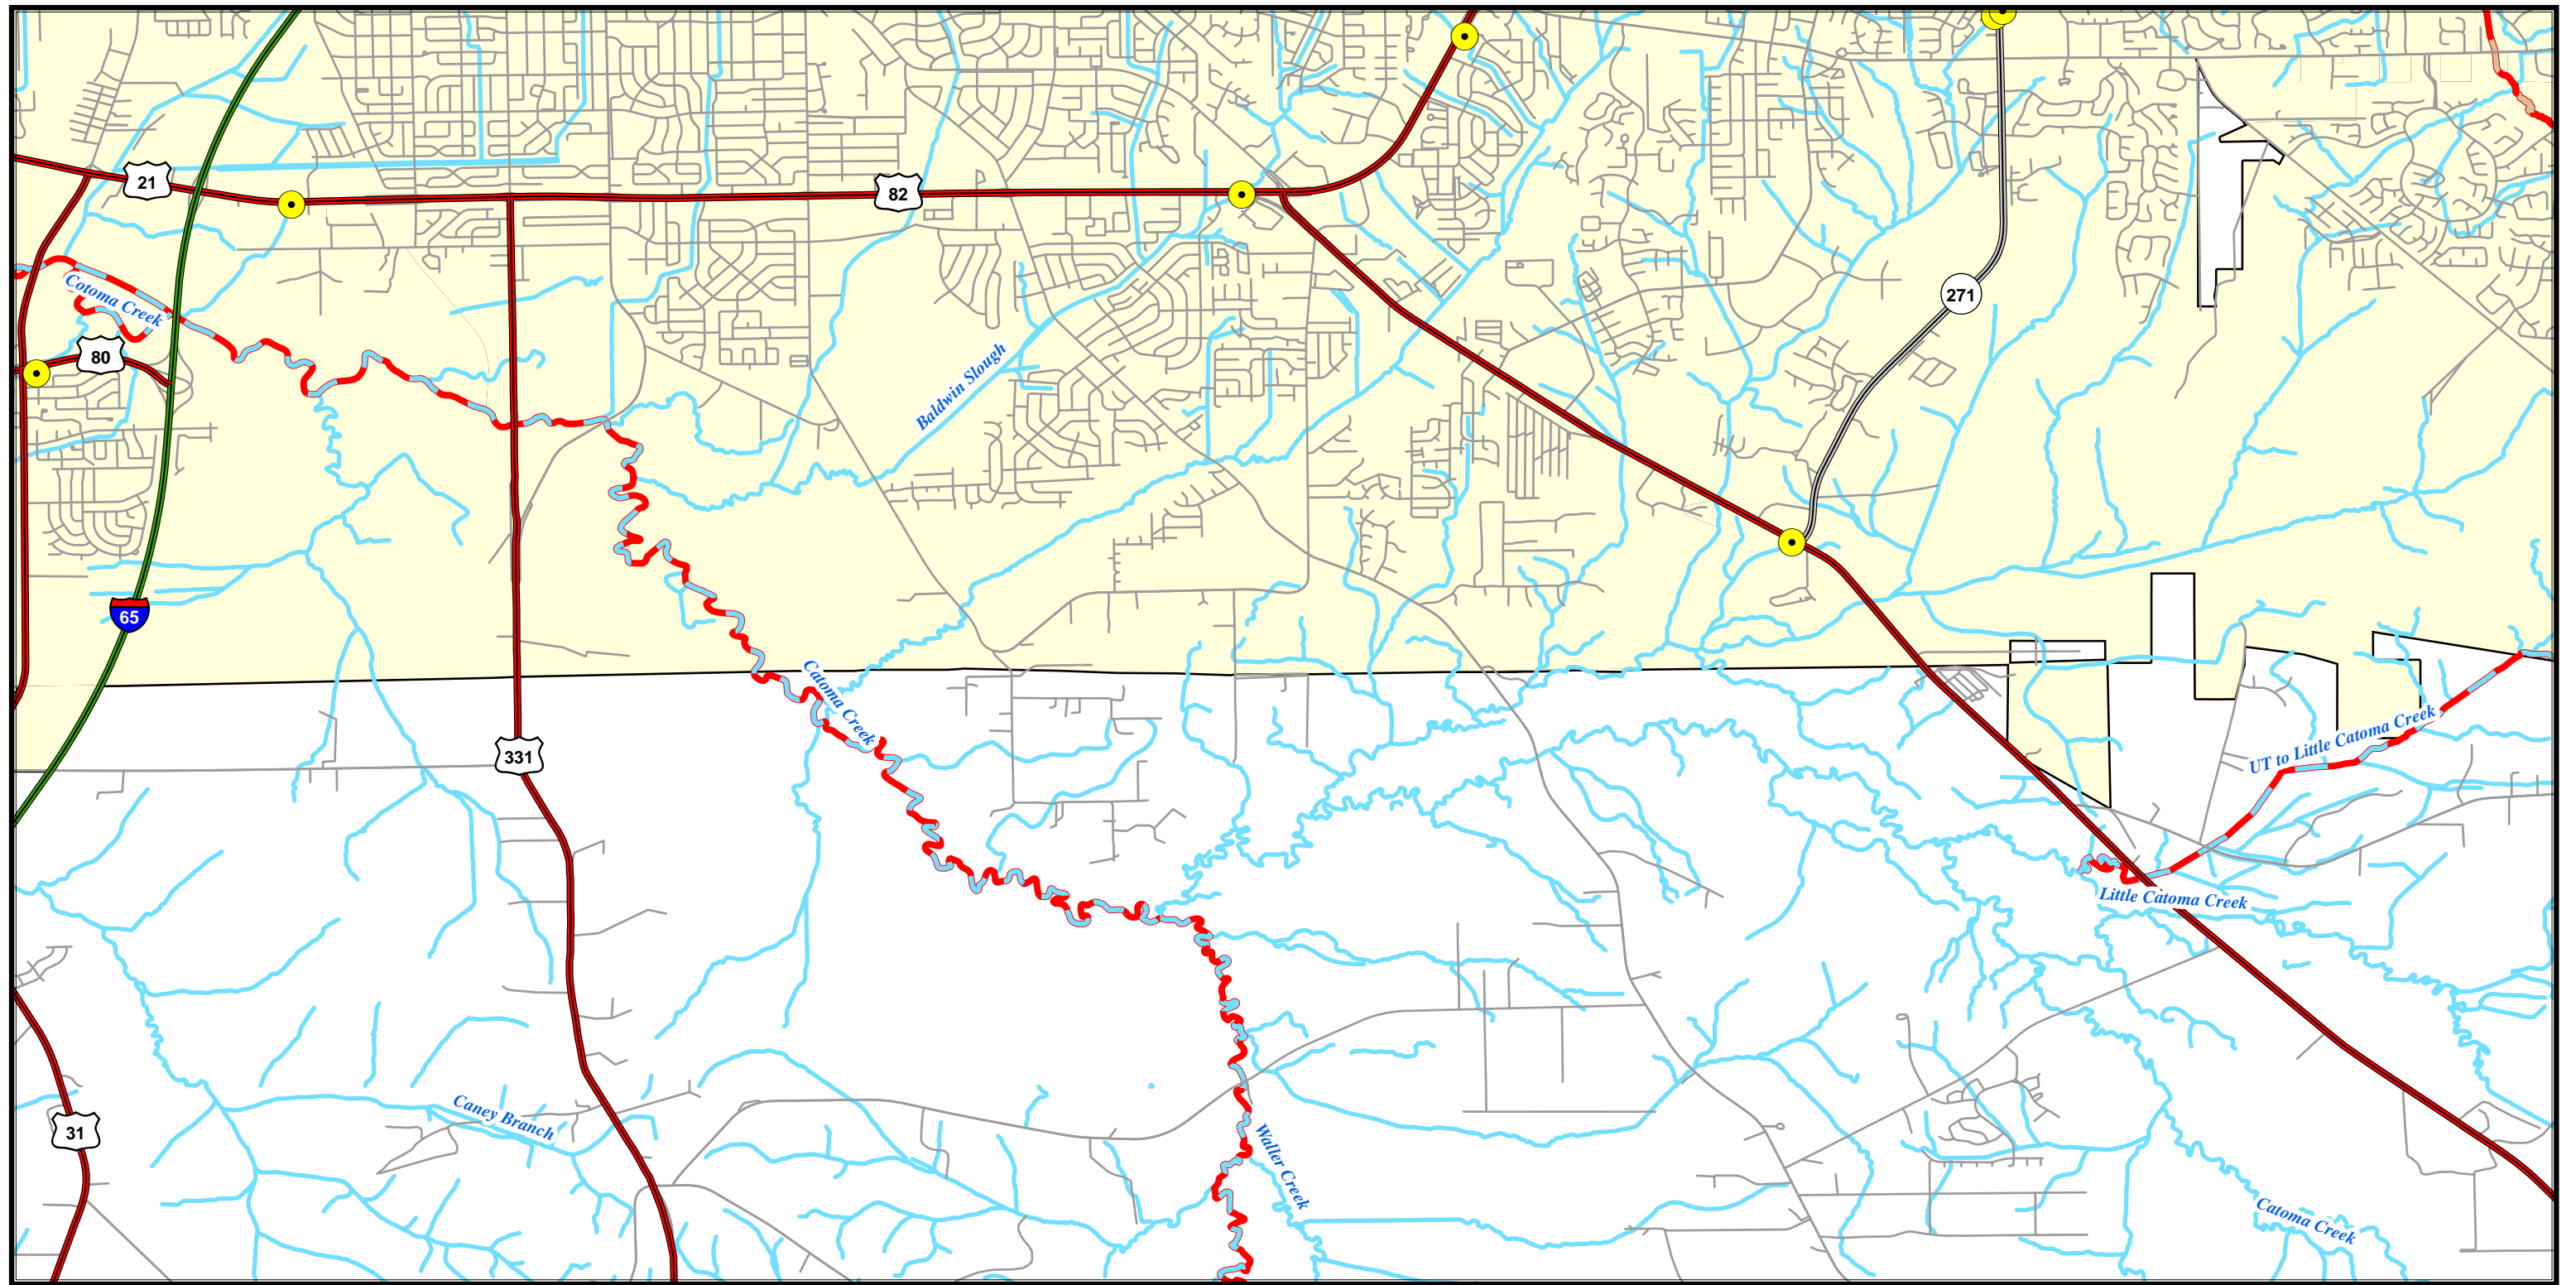 21
82
271
Cotoma Creek
80
Baldwin Slough
65
Catoma Creek
331
UT to Little Catoma Creek
Little Catoma Creek
Caney Branch
31
Waller Creek
Catoma Creek